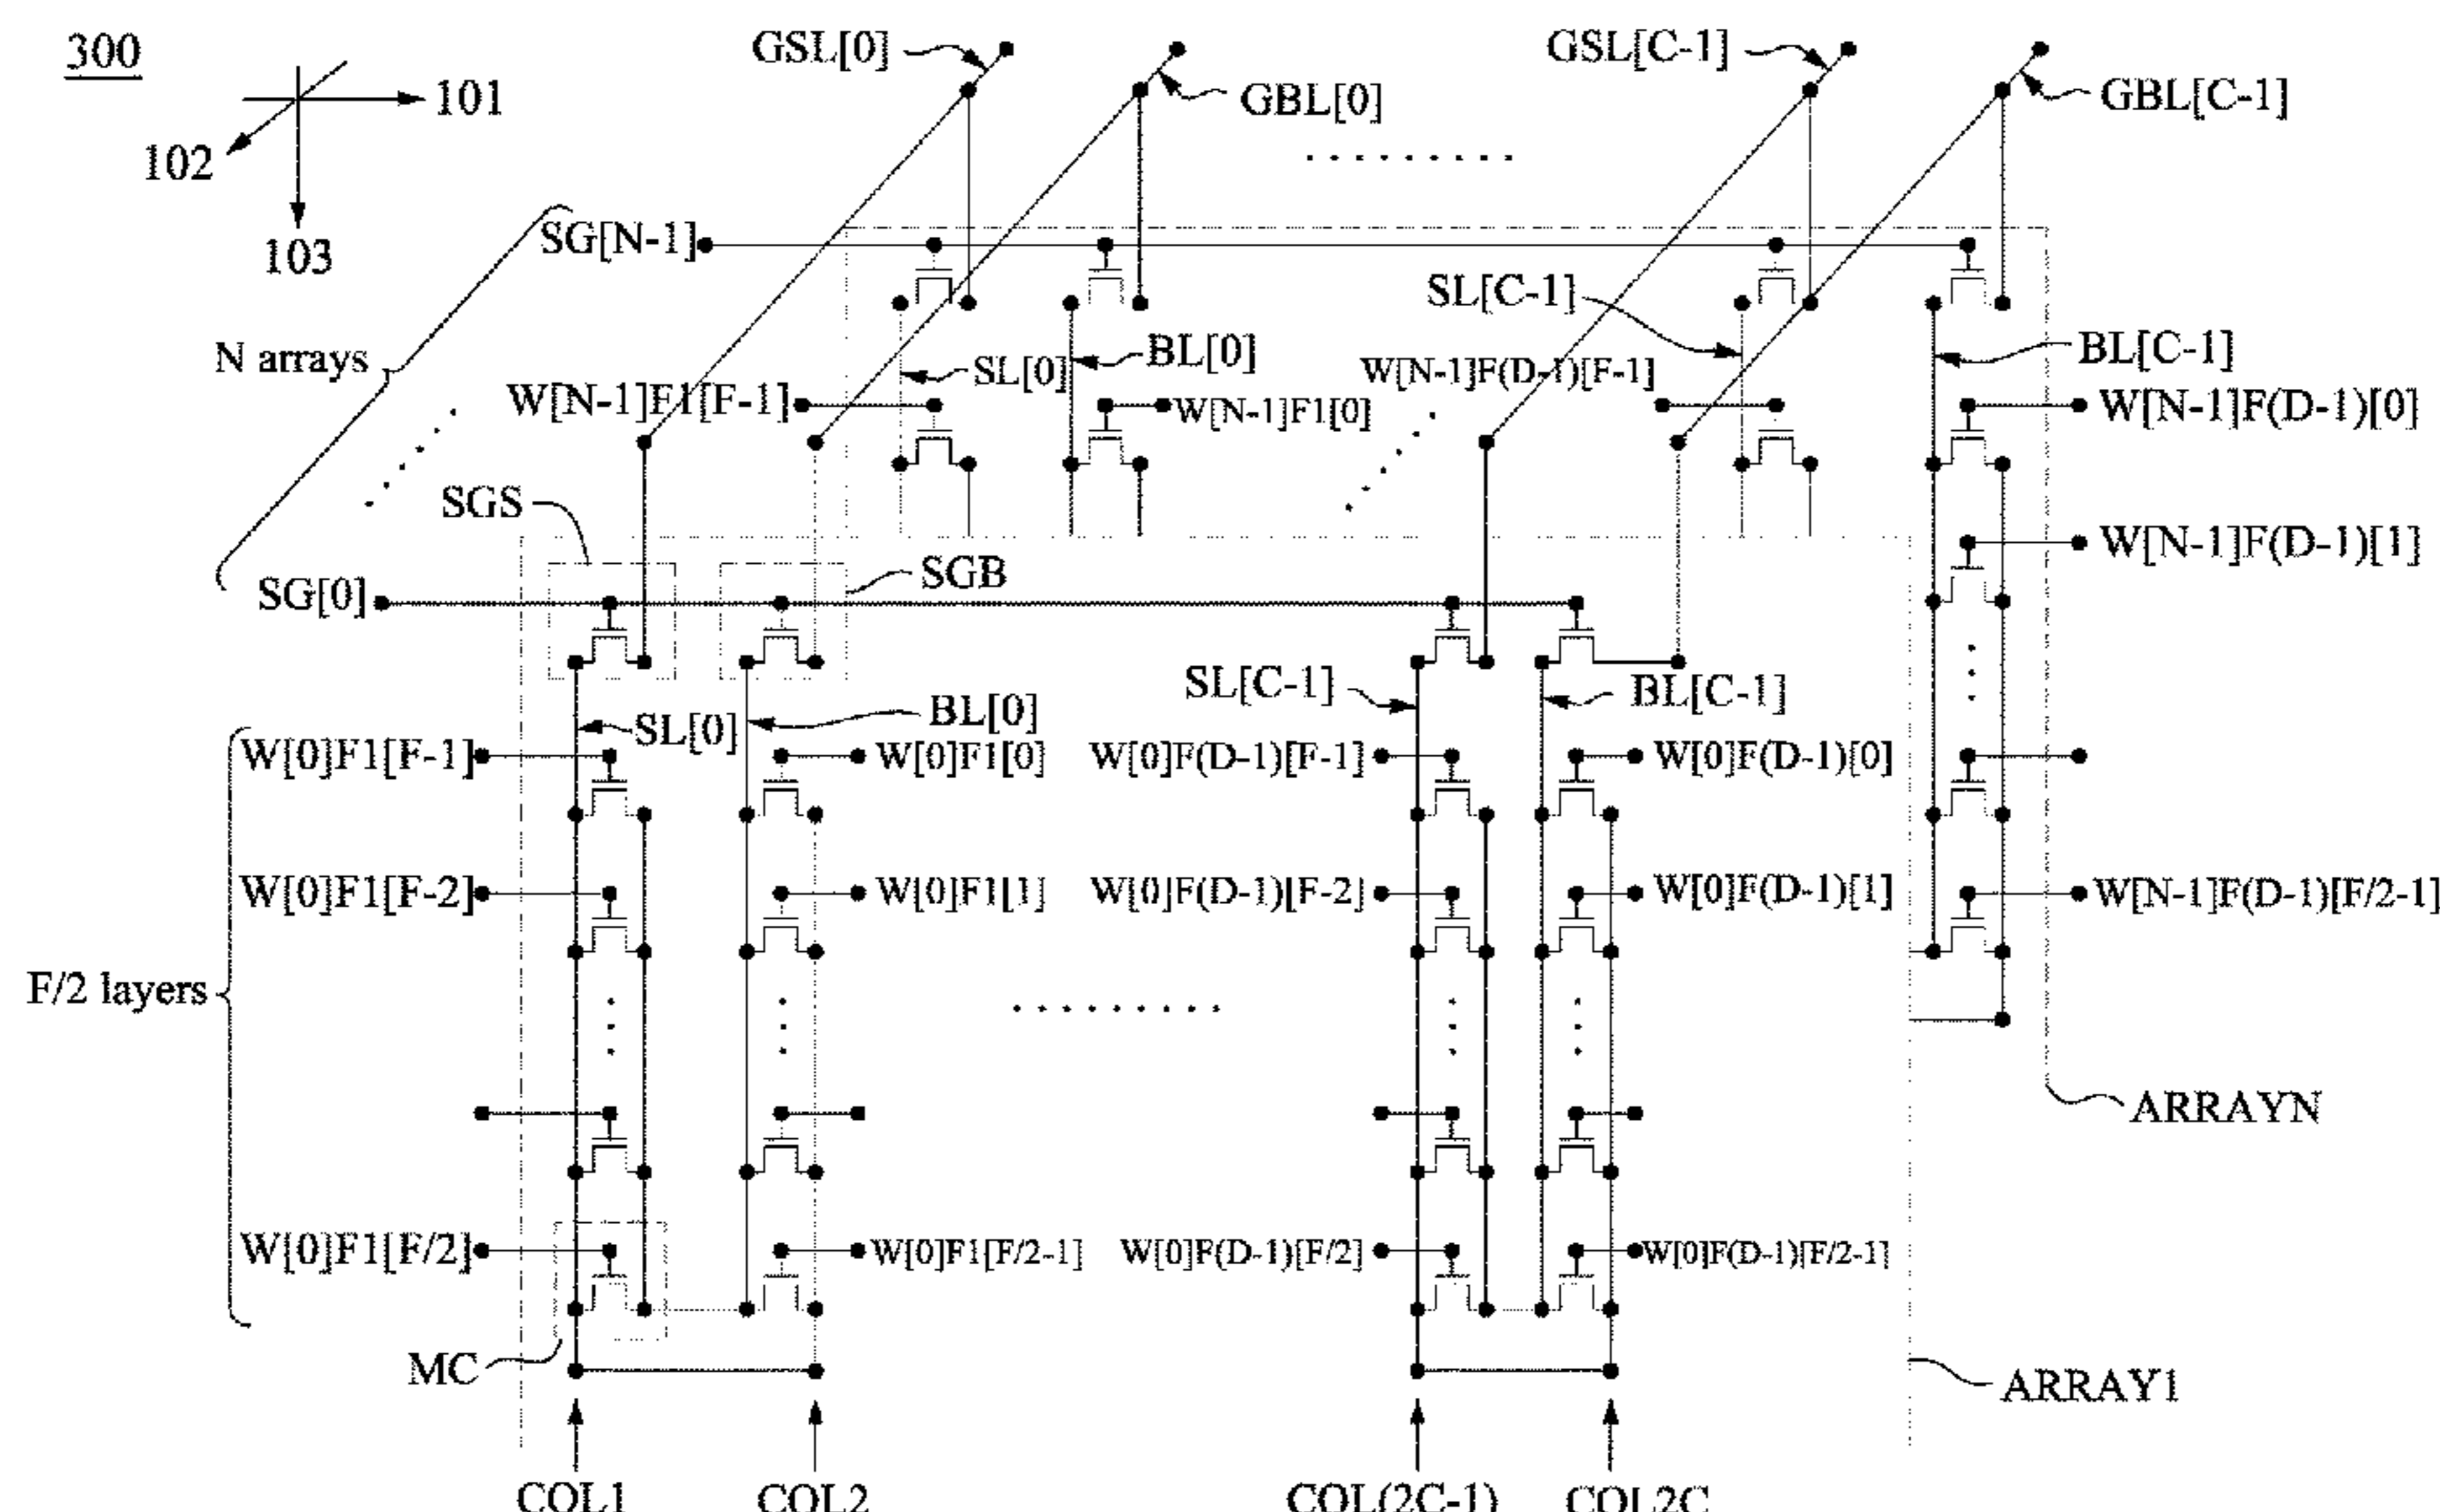 300
GSL[0]
GBL[0]
GSL[C-1]
GBL[C-1]
101
102
103
SG[N-1]
SL[C-1]
N arrays
SL[0]
BL[0]
W[N-1]F(D-1)[F-1]
BL[C-1]
W[N-1]F1[F-1]
W[N-1]F1[0]
W[N-1]F(D-1)[0]
SGS
W[N-1]F(D-1)[1]
SG[0]
SGB
SL[C-1]
BL[C-1]
SL[0]
BL[0]
W[0]F1[F-1]
W[0]F1[0]
W[0]F(D-1)[F-1]
W[0]F(D-1)[0]
W[0]F1[F-2]
W[0]F1[1]
W[0]F(D-1)[F-2]
W[0]F(D-1)[1]
W[N-1]F(D-1)[F/2-1]
F/2 layers
ARRAYN
W[0]F1[F/2]
W[0]F1[F/2-1]
W[0]F(D-1)[F/2]
W[0]F(D-1)[F/2-1]
MC
ARRAY1
COL1
COL2
COL(2C-1)
COL2C